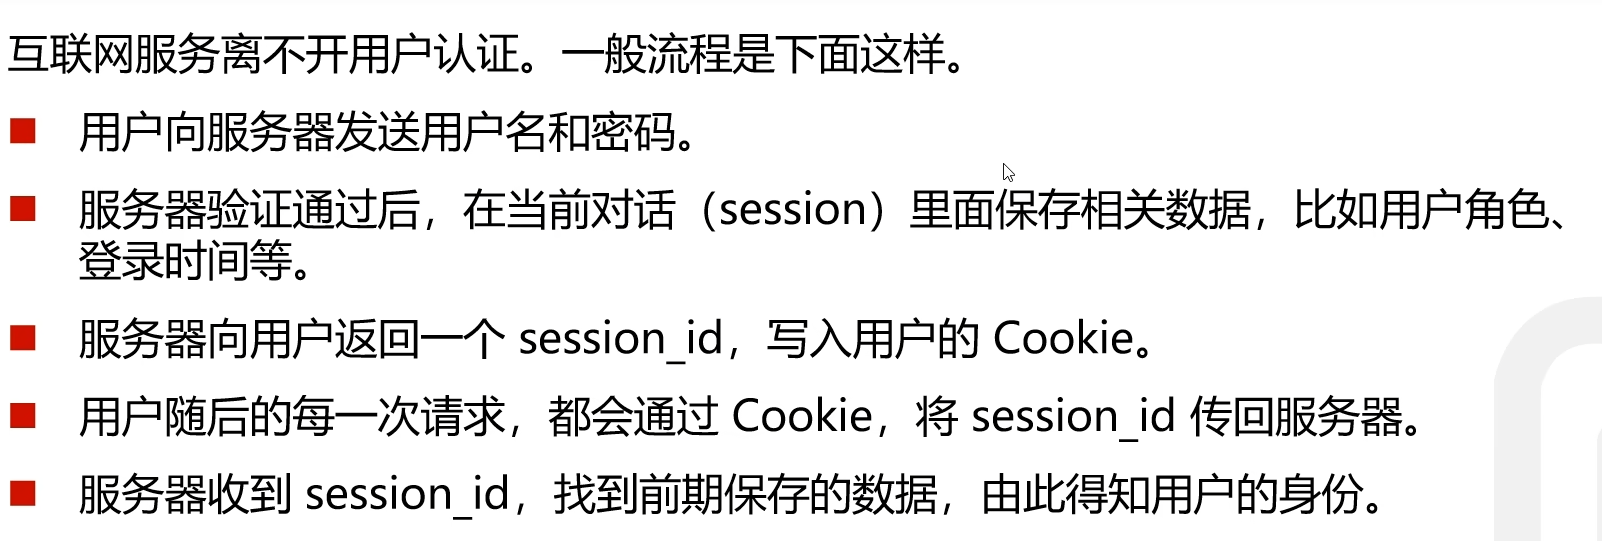 互联网服务离不开用户认证。一般流程是下面这样。
用户向服务器发送用户名和密码。
服务器验证通过后，在当前对话（session）里面保存相关数据，比如用户角色、
登录时间等。
服务器向用户返回一个 session_id，写入用户的 Cookie。
用户随后的每一次请求，都会通过 Cookie，将 session_id 传回服务器。
服务器收到 session_id，找到前期保存的数据，由此得知用户的身份。